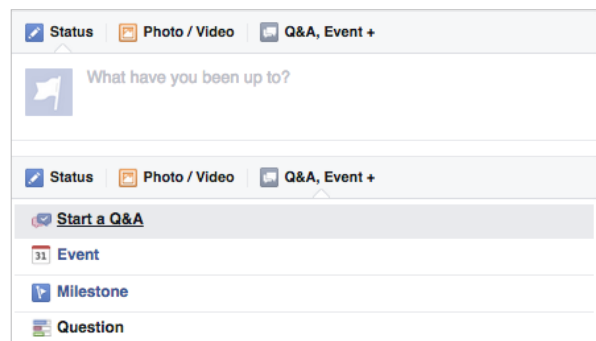 Status Photo / Video Q&A, Event +
What have you been up to?
Status Photo / Video Q&A, Event +
Start a Q&A
31 Event
Milestone
Question